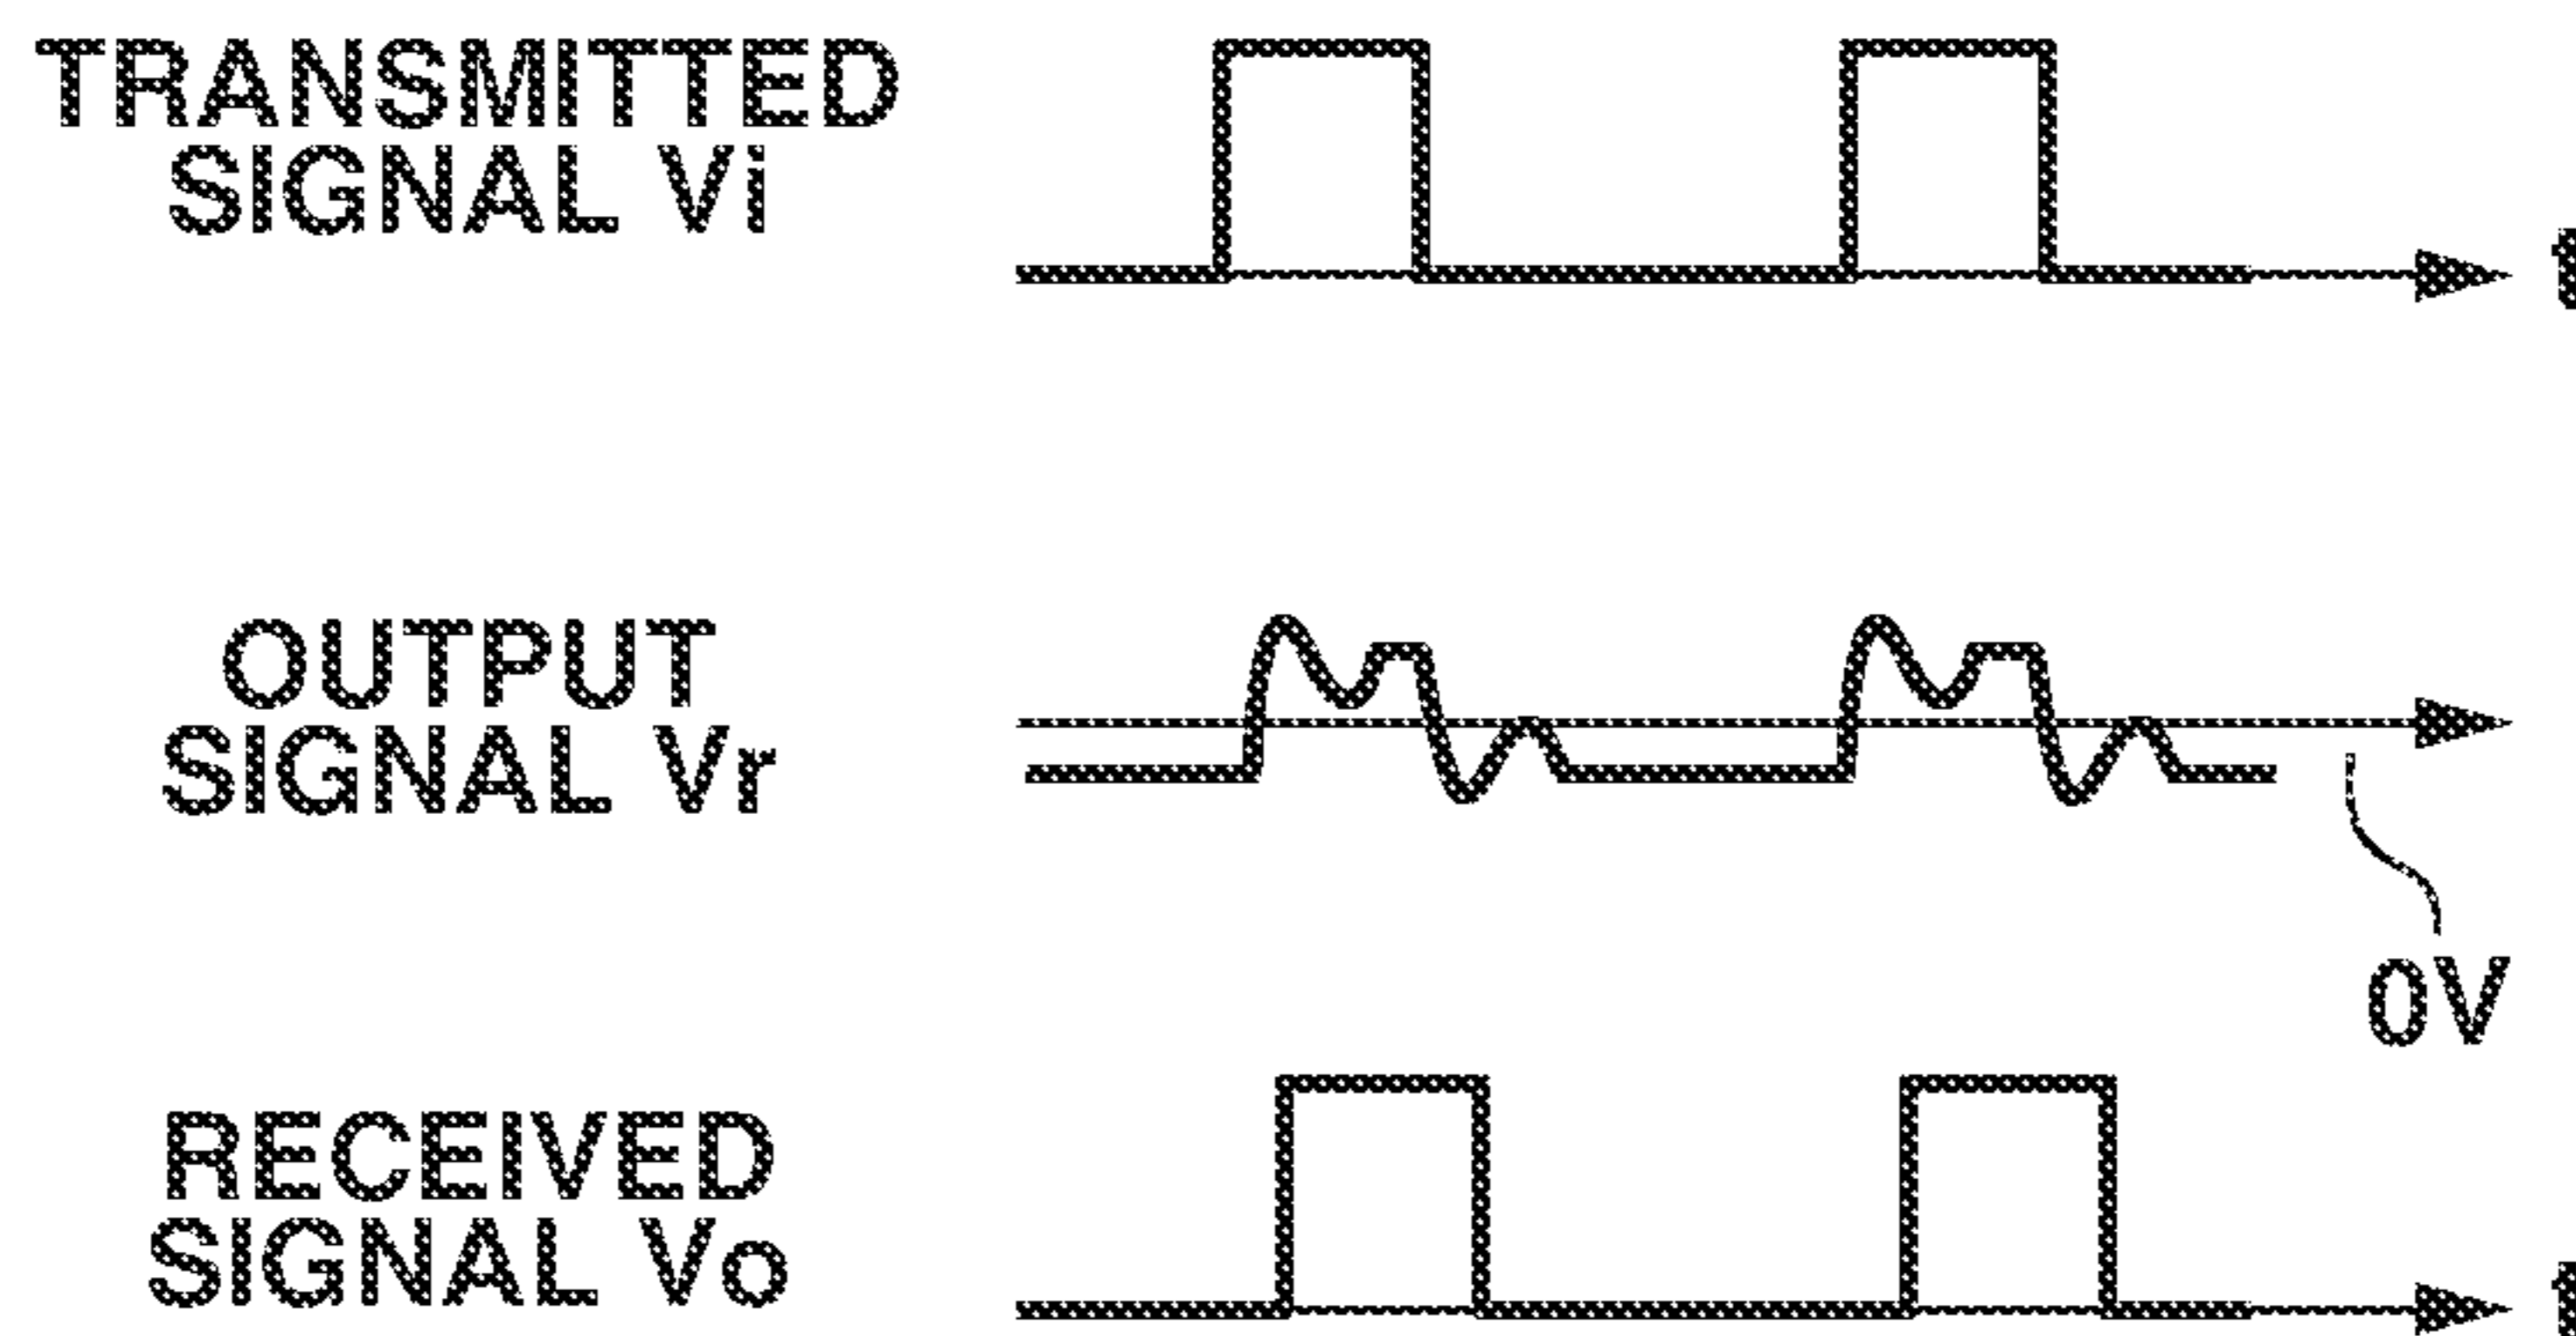 TRANSMITTED
SIGNAL Vi
OUTPUT
SIGNAL Vr
0V
RECEIVED
SIGNAL Vo